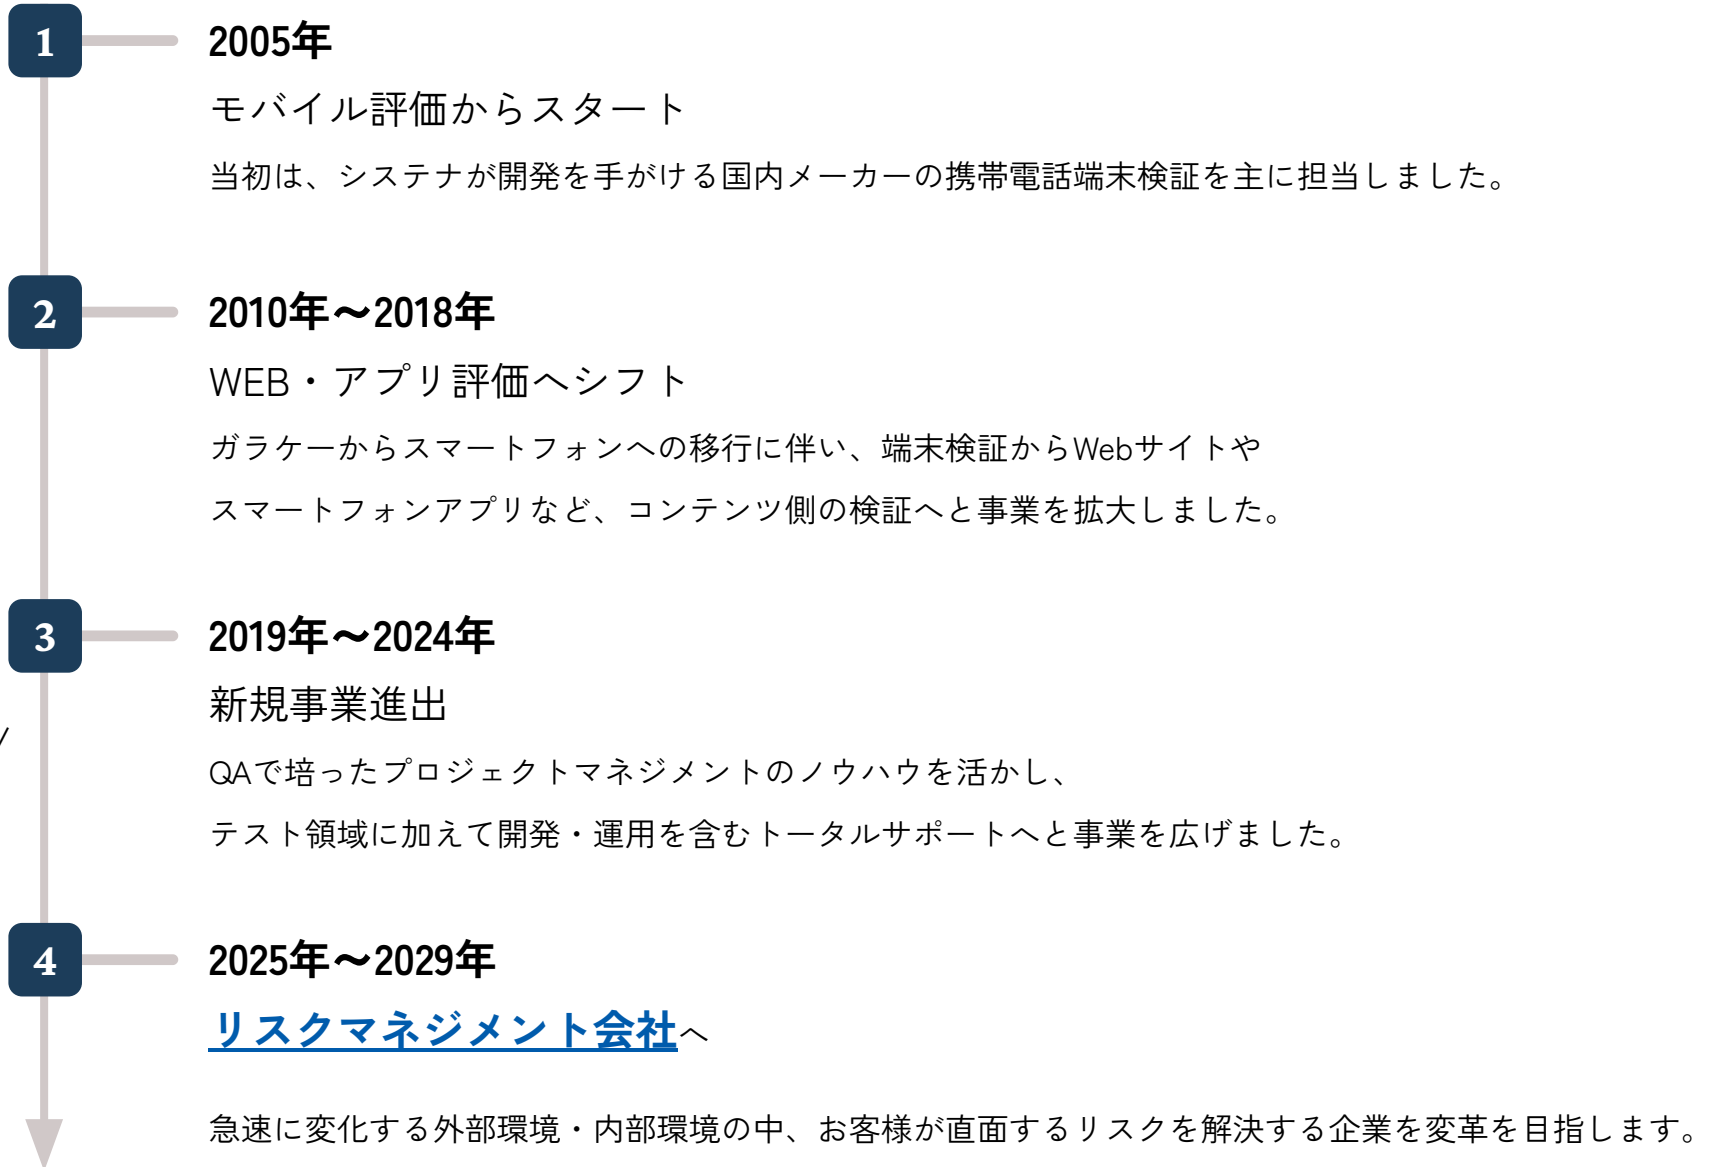 1
2005年
モバイル評価からスタート
当初は、システナが開発を手がける国内メーカーの携帯電話端末検証を主に担当しました。
2
2010年～2018年
WEB・アプリ評価へシフト
ガラケーからスマートフォンへの移行に伴い、端末検証からWebサイトや
スマートフォンアプリなど、コンテンツ側の検証へと事業を拡大しました。
3
2019年～2024年
新規事業進出
QAで培ったプロジェクトマネジメントのノウハウを活かし、
テスト領域に加えて開発・運用を含むトータルサポートへと事業を広げました。
4
2025年～2029年
リスクマネジメント会社へ
急速に変化する外部環境・内部環境の中、お客様が直面するリスクを解決する企業を変革を目指します。